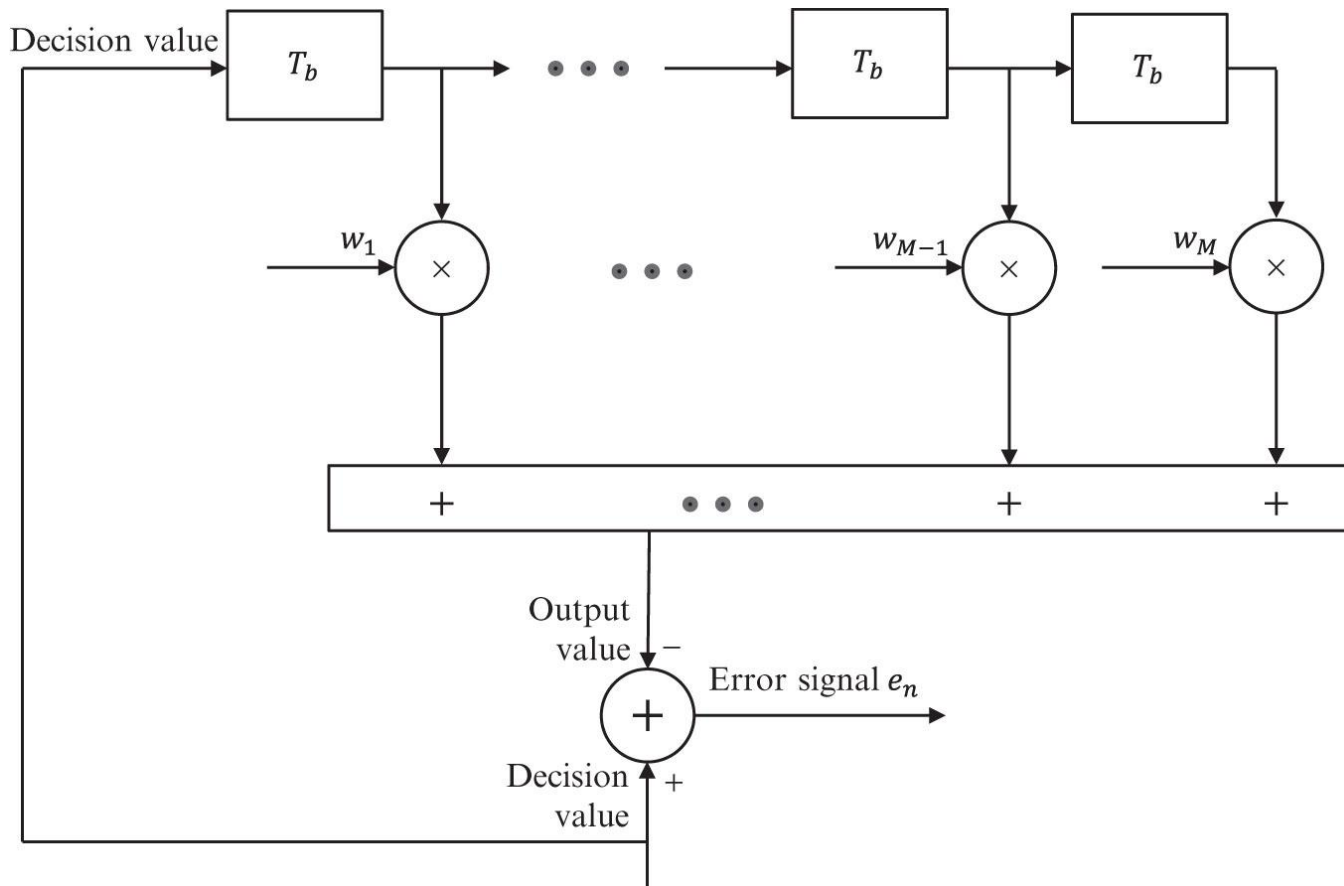 Decision value
T_b
T_b
T_b
w_1
w_{M−1}
w_M
×
×
×
+
+
+
Output
value
−
+
Error signal e_n
Decision
value
+